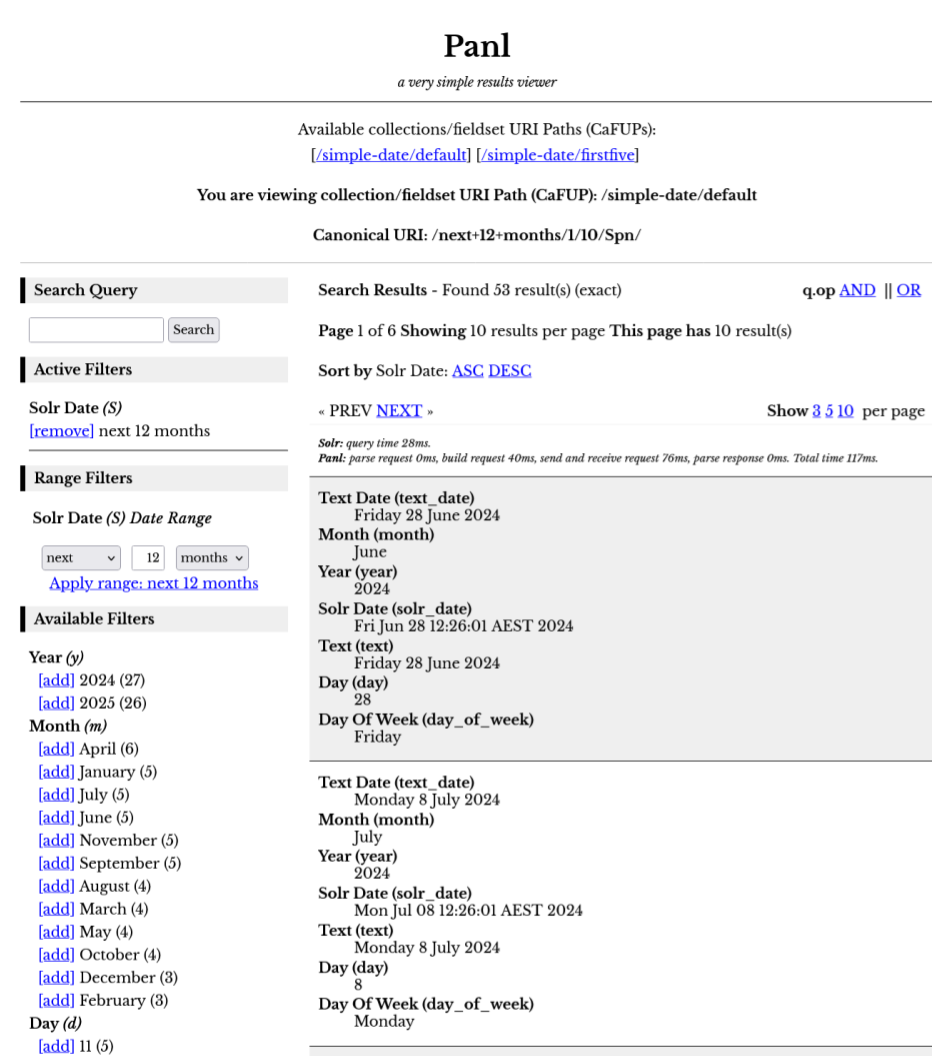 Panl
a very simple results viewer
Available collections/fieldset URI Paths (CaFUPs):
[/simple-date/default] [/simple-date/firstfive]
You are viewing collection/fieldset URI Path (CaFUP): /simple-date/default
Canonical URI: /next+12+months/1/10/Spn/
Search Query
Search
Active Filters
Solr Date (S)
[remove] next 12 months
Range Filters
Solr Date (S) Date Range
next 12 months
Apply range: next 12 months
Available Filters
Year (y)
[add] 2024 (27)
[add] 2025 (26)
Month (m)
[add] April (6)
[add] January (5)
[add] July (5)
[add] June (5)
[add] November (5)
[add] September (5)
[add] August (4)
[add] March (4)
[add] May (4)
[add] October (4)
[add] December (3)
[add] February (3)
Day (d)
[add] 11 (5)
Search Results - Found 53 result(s) (exact) q.op AND || OR
Page 1 of 6 Showing 10 results per page This page has 10 result(s)
Sort by Solr Date: ASC DESC
« PREV NEXT » Show 3 5 10 per page
Solr: query time 28ms.
Panl: parse request 0ms, build request 40ms, send and receive request 76ms, parse response 0ms. Total time 117ms.
Text Date (text_date)
Friday 28 June 2024
Month (month)
June
Year (year)
2024
Solr Date (solr_date)
Fri Jun 28 12:26:01 AEST 2024
Text (text)
Friday 28 June 2024
Day (day)
28
Day Of Week (day_of_week)
Friday
Text Date (text_date)
Monday 8 July 2024
Month (month)
July
Year (year)
2024
Solr Date (solr_date)
Mon Jul 08 12:26:01 AEST 2024
Text (text)
Monday 8 July 2024
Day (day)
8
Day Of Week (day_of_week)
Monday